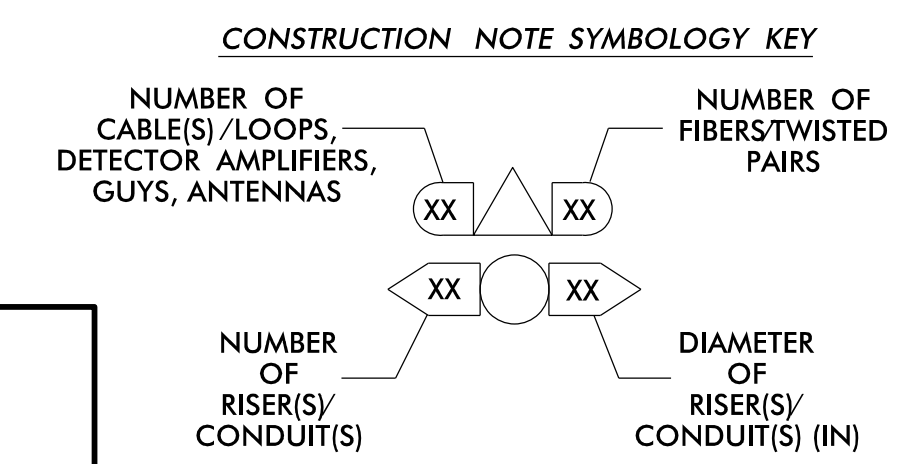 CONSTRUCTION NOTE SYMBOLOGY KEY
NUMBER OF
CABLE(S)/LOOPS,
DETECTOR AMPLIFIERS,
GUYS, ANTENNAS
NUMBER OF
FIBERS/TWISTED
PAIRS
XX
XX
XX
XX
NUMBER
OF
RISER(S)/
CONDUIT(S)
DIAMETER
OF
RISER(S)/
CONDUIT(S) (IN)